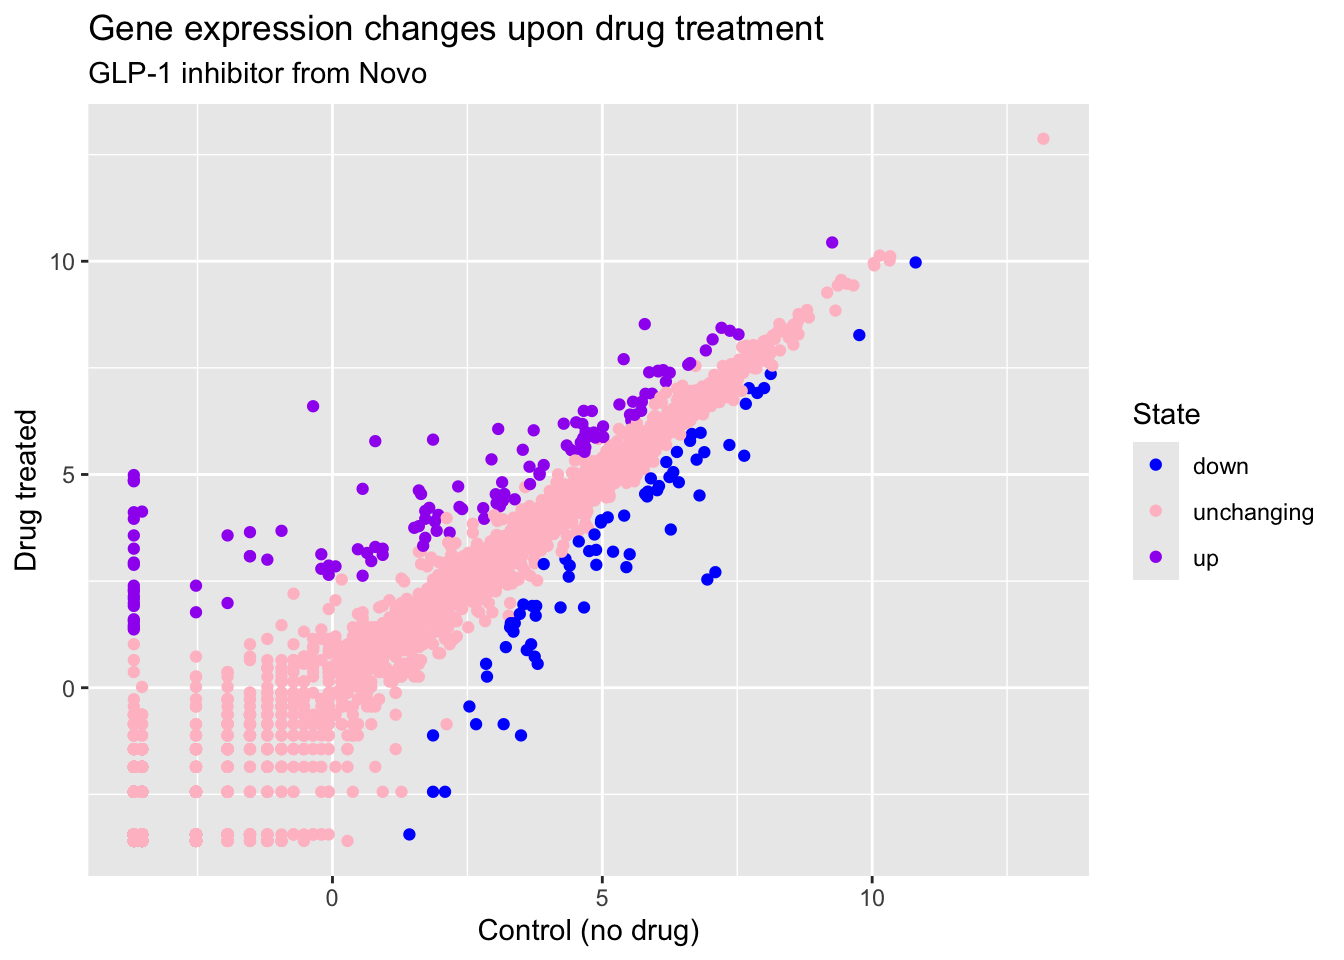 Gene expression changes upon drug treatment
GLP-1 inhibitor from Novo
Drug treated
10
5
0
0
5
10
Control (no drug)
State
down
unchanging
up